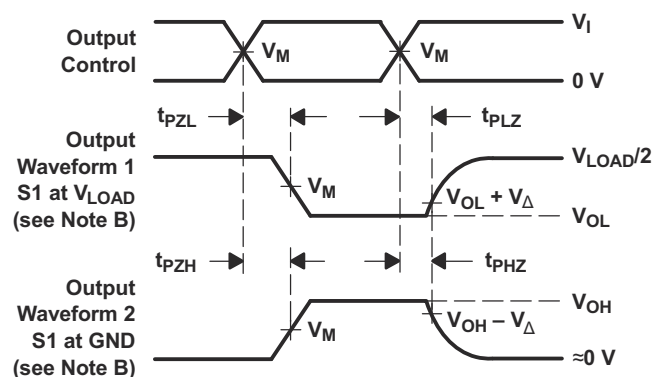 Output
Control
V_M
V_M
V_I
0 V
t_PZL
t_PLZ
Output
Waveform 1
S1 at V_LOAD
(see Note B)
V_M
V_LOAD/2
V_OL + V_Δ
V_OL
t_PZH
t_PHZ
Output
Waveform 2
S1 at GND
(see Note B)
V_M
V_OH
V_OH – V_Δ
≈0 V